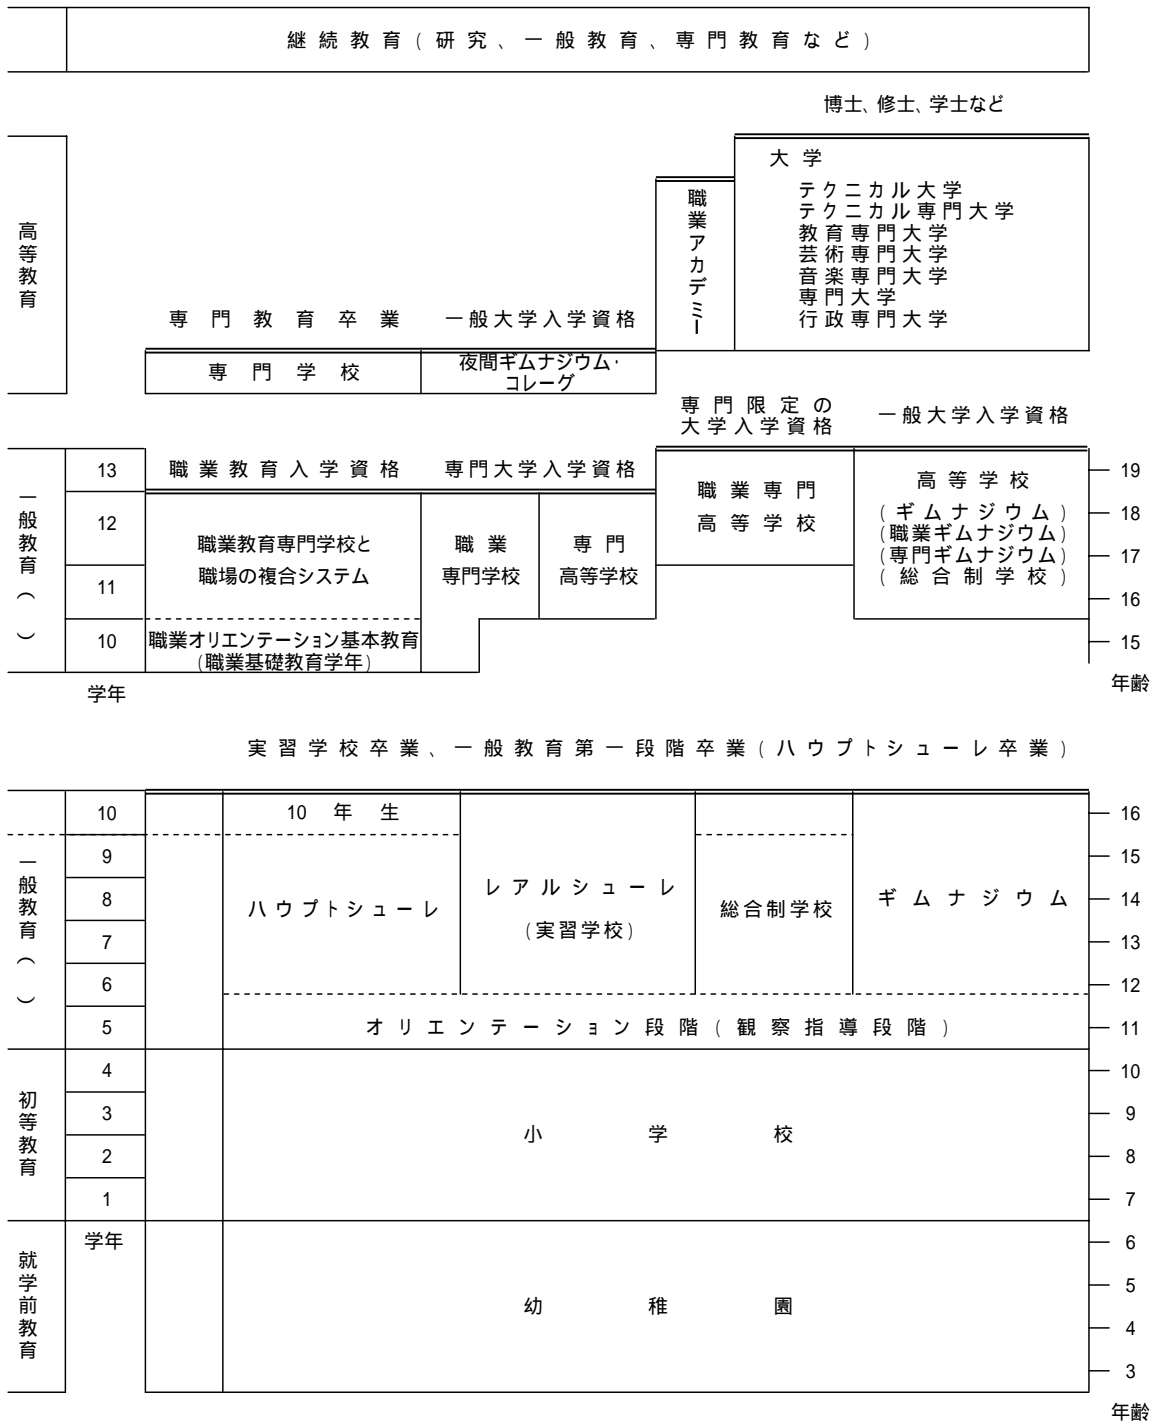 継続教育(研究、一般教育、専門教育など)
博士、修士、学士など
高等教育
大学
テクニカル大学
テクニカル専門大学
教育専門大学
芸術専門大学
音楽専門大学
専門大学
行政専門大学
職業アカデミー
専門教育卒業
一般大学入学資格
専門学校
夜間ギムナジウム・
コレーグ
専門限定の
大学入学資格
一般大学入学資格
一般教育( )
13
12
11
10
学年
職業教育入学資格
専門大学入学資格
職業教育専門学校と
職場の複合システム
職業
専門学校
専門
高等学校
職業専門
高等学校
高等学校
(ギムナジウム)
(職業ギムナジウム)
(専門ギムナジウム)
(総合制学校)
職業オリエンテーション基本教育
(職業基礎教育学年)
19
18
17
16
15
年齢
実習学校卒業、一般教育第一段階卒業(ハウプトシューレ卒業)
一般教育( )
10
9
8
7
6
5
10年生
ハウプトシューレ
レアルシューレ
(実習学校)
総合制学校
ギムナジウム
オリエンテーション段階(観察指導段階)
16
15
14
13
12
11
初等教育
4
3
2
1
学年
小学校
10
9
8
7
就学前教育
幼稚園
6
5
4
3
年齢